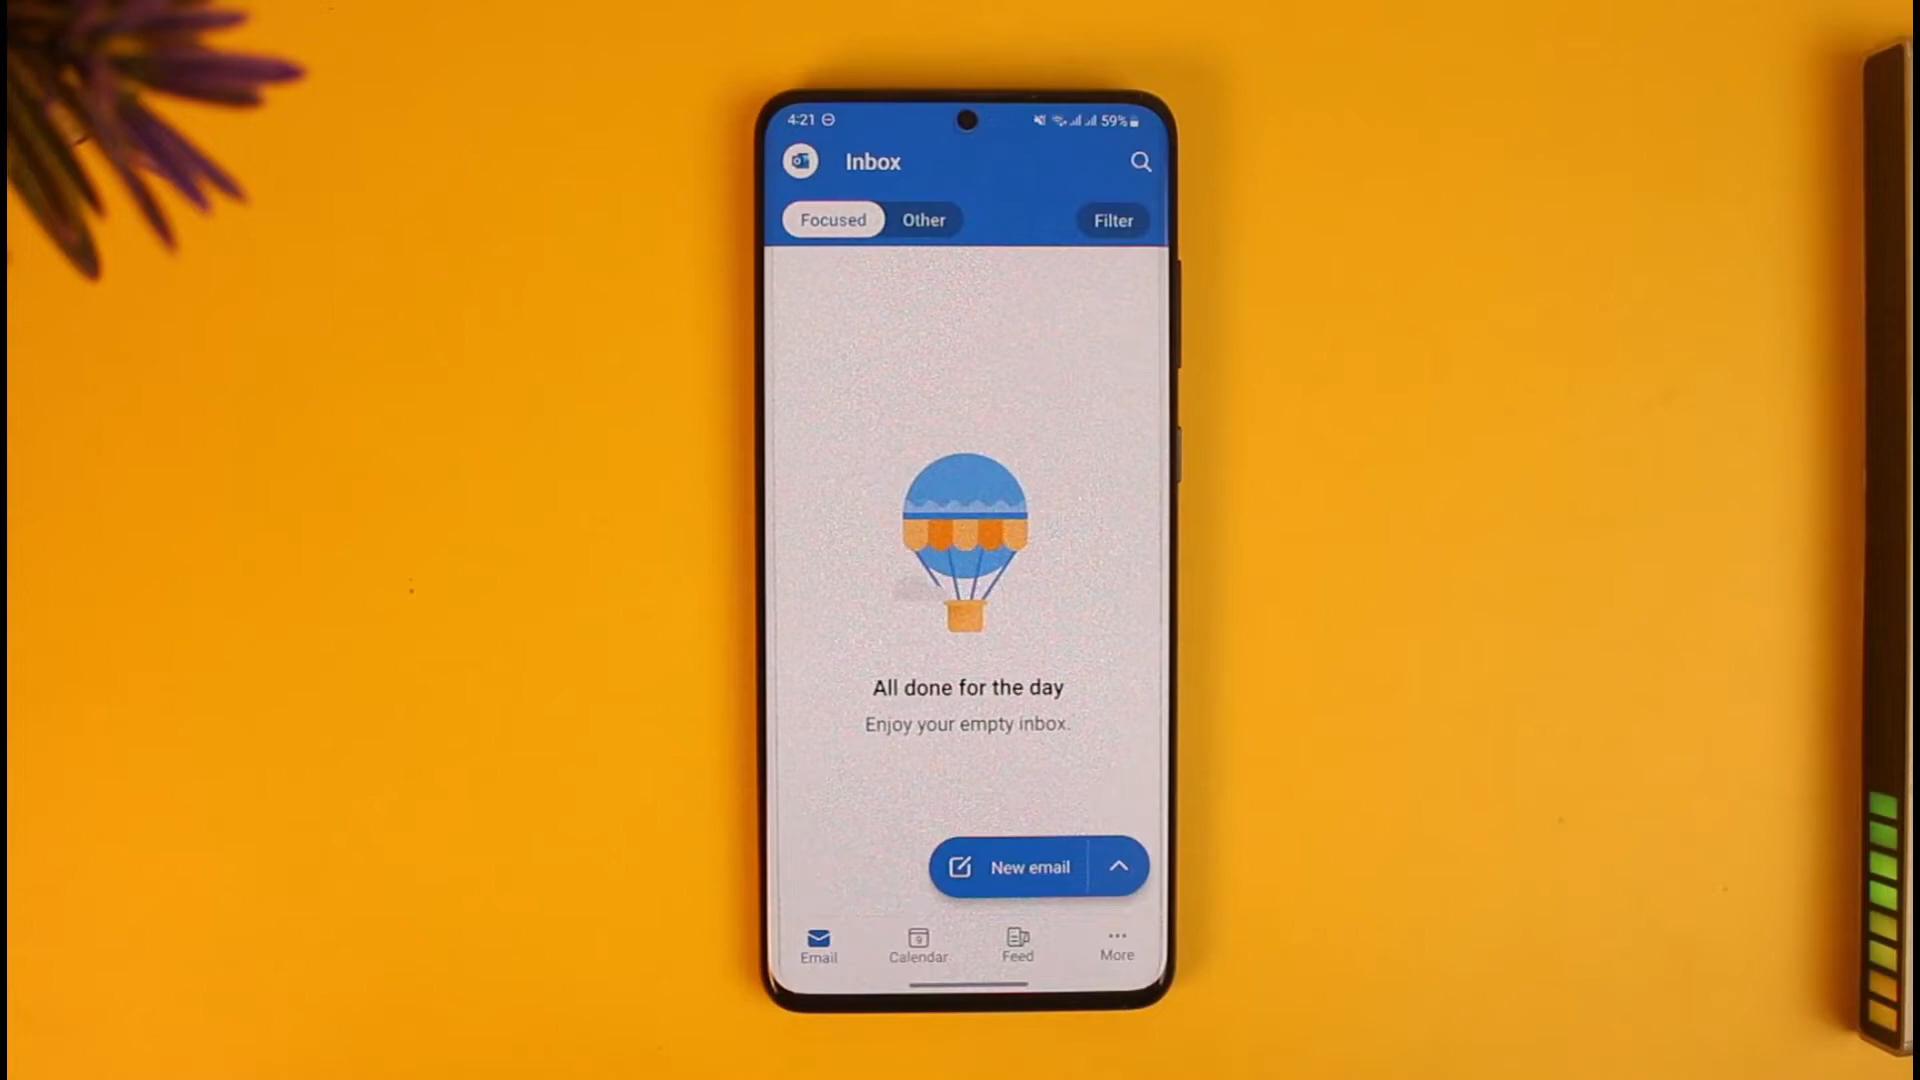 4:21 59%
Inbox
Focused Other Filter
All done for the day
Enjoy your empty inbox.
New email
9
Email Calendar Feed More